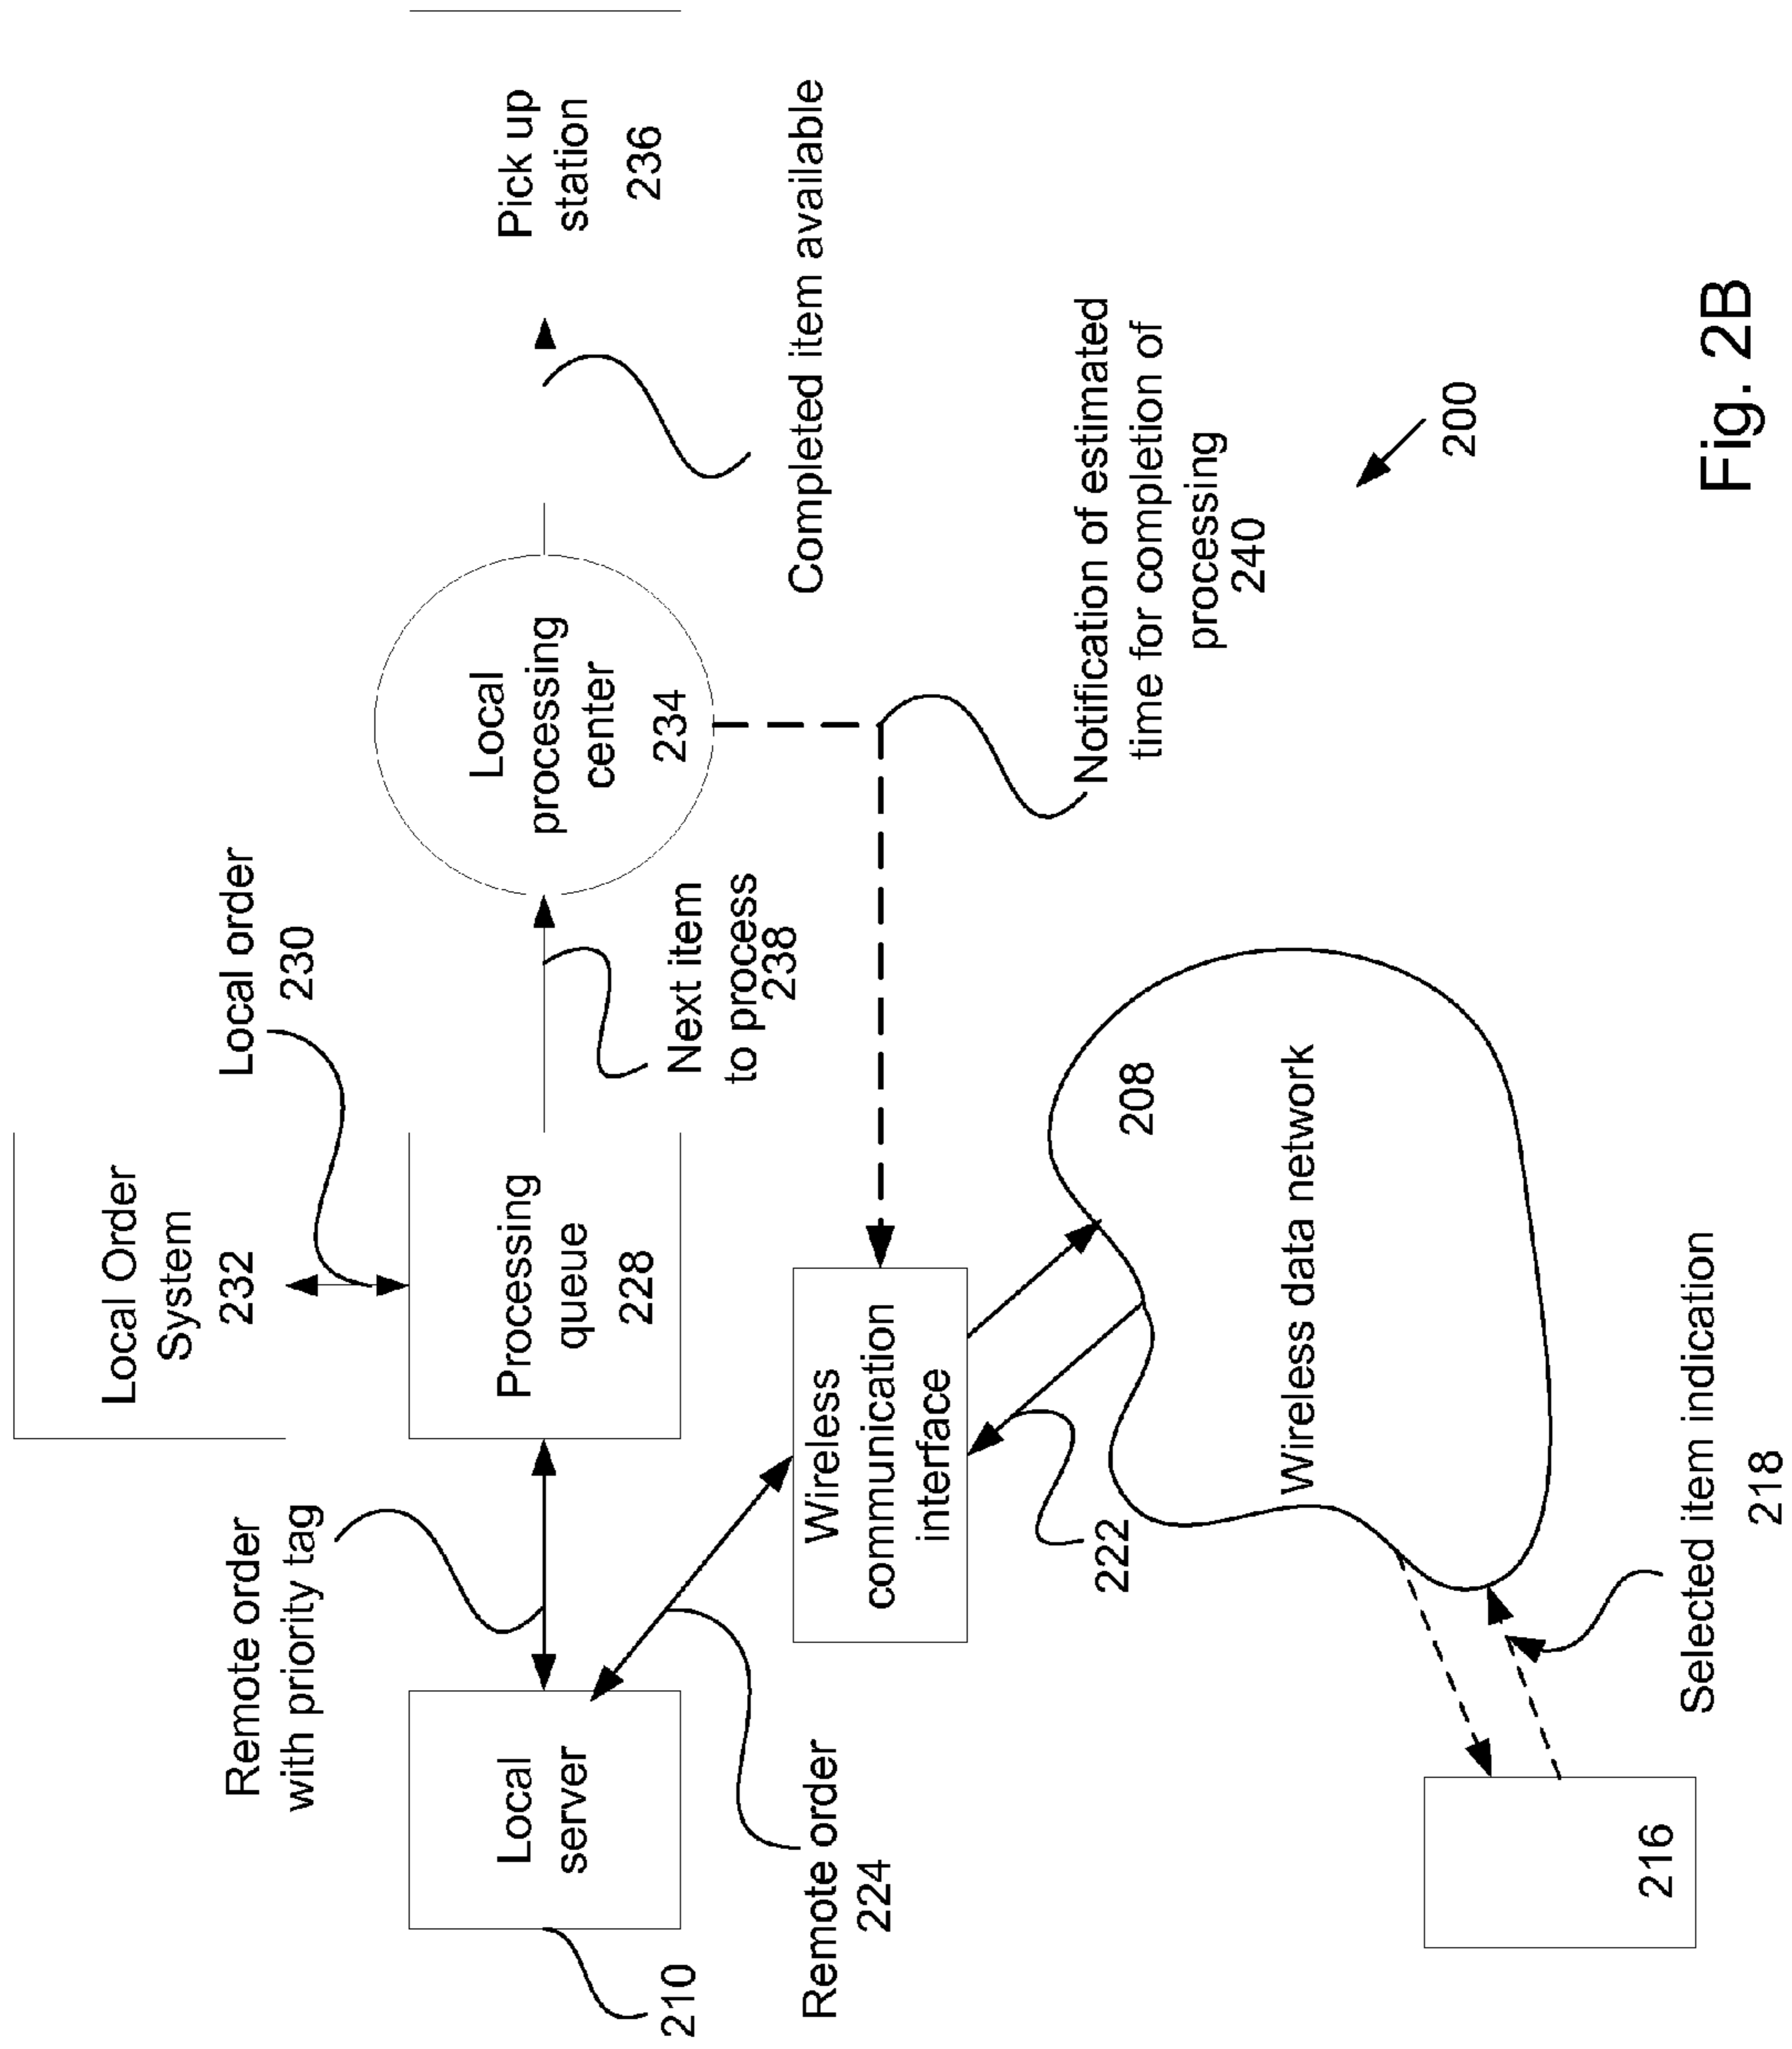 Local Order
System
232
Local order
230
Remote order
with priority tag
Local
server
210
Processing
queue
228
Next item
to process
238
Local
processing
center
234
Pick up
station
236
Completed item available
Remote order
224
Wireless
communication
interface
222
Notification of estimated
time for completion of
processing
240
208
Wireless data network
200
216
Selected item indication
218
Fig. 2B